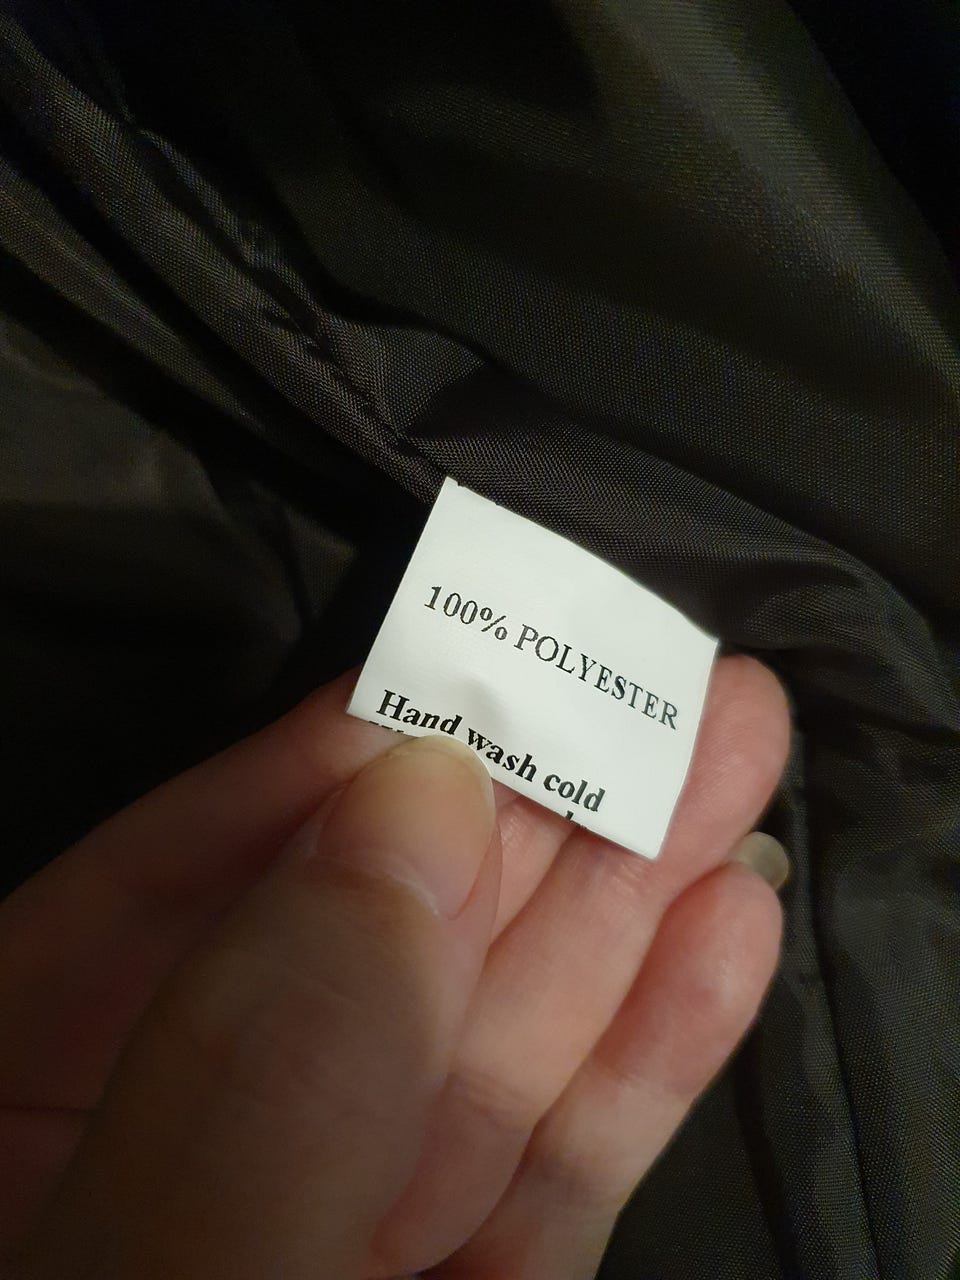 100% POLYESTER
Hand wash cold